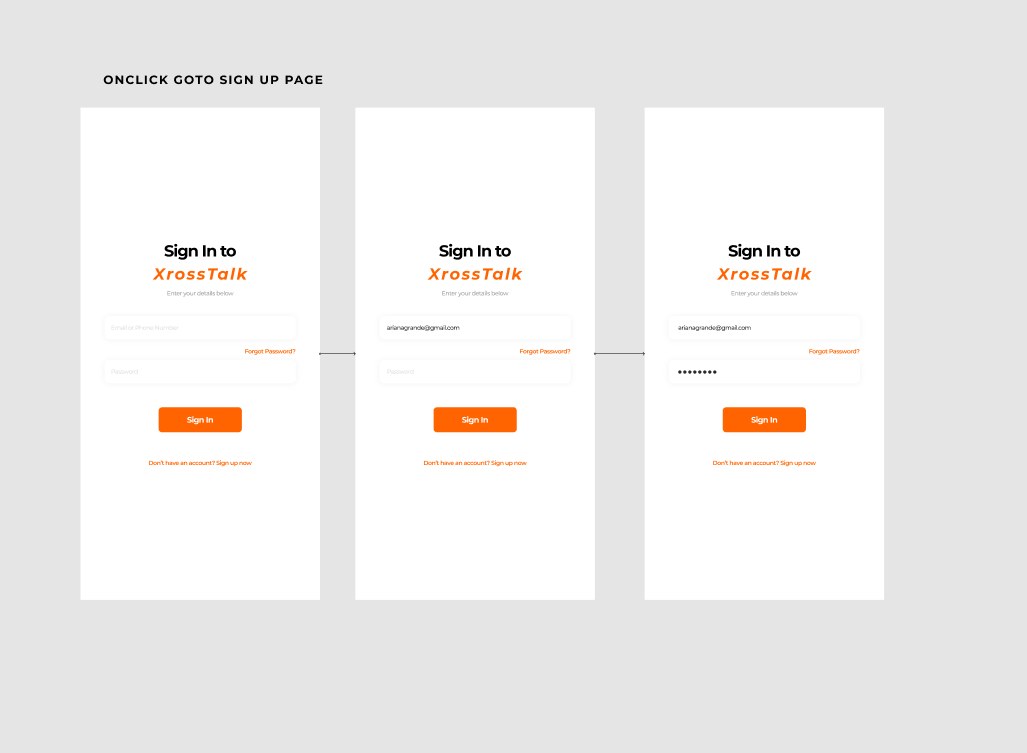 ONCLICK GOTO SIGN UP PAGE
Sign In to
XrossTalk
Enter your details below
Email or Phone Number
Forgot Password?
Password
Sign In
Don't have an account? Sign up now
Sign In to
XrossTalk
Enter your details below
arianagrande@gmail.com
Forgot Password?
Password
Sign In
Don't have an account? Sign up now
Sign In to
XrossTalk
Enter your details below
arianagrande@gmail.com
Forgot Password?
Sign In
Don't have an account? Sign up now